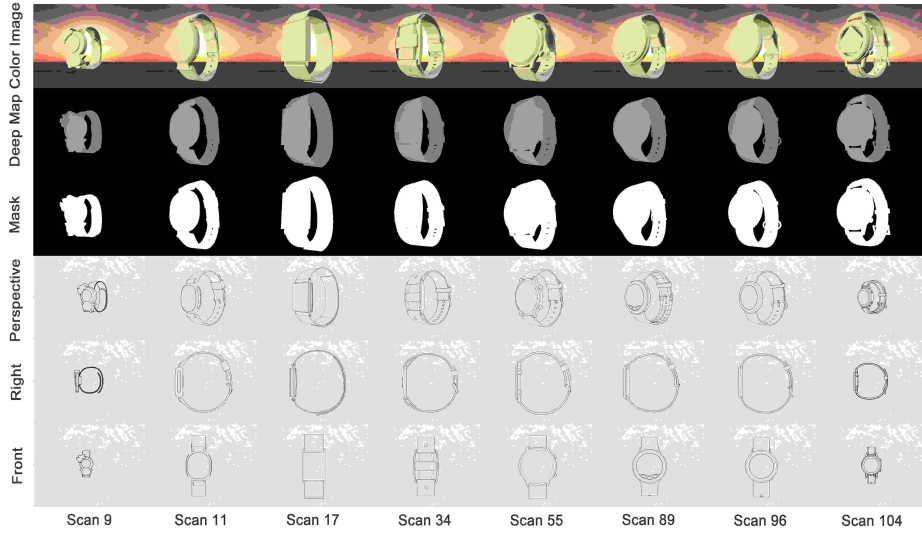 Color Image
Deep Map
Mask
Perspective
Right
Front
Scan 9 Scan 11 Scan 17 Scan 34 Scan 55 Scan 89 Scan 96 Scan 104